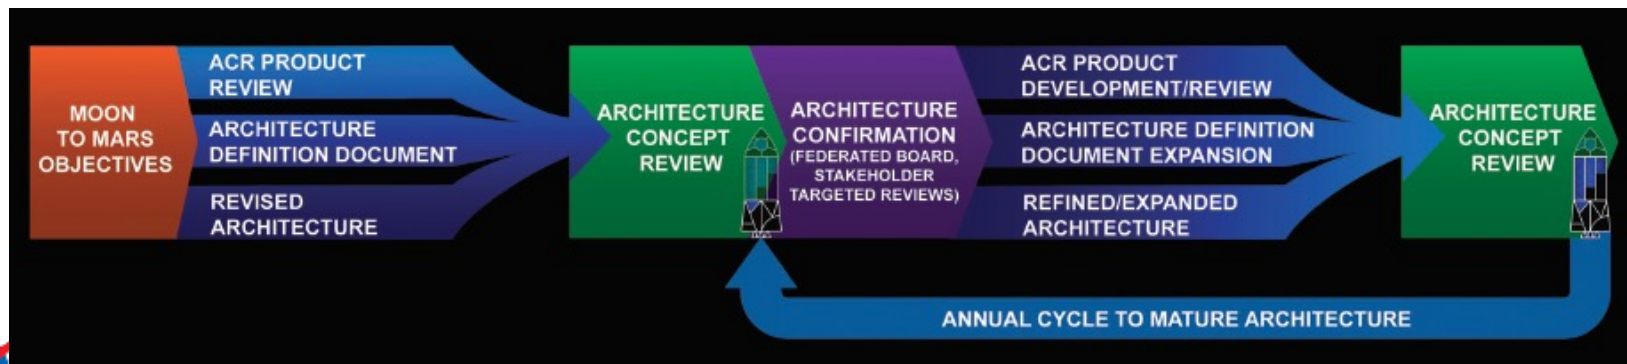 MOON
TO MARS
OBJECTIVES
ACR PRODUCT
REVIEW
ARCHITECTURE
DEFINITION DOCUMENT
REVISED
ARCHITECTURE
ARCHITECTURE
CONCEPT
REVIEW
ARCHITECTURE
CONFIRMATION
(FEDERATED BOARD,
STAKEHOLDER
TARGETED REVIEWS)
ACR PRODUCT
DEVELOPMENT/REVIEW
ARCHITECTURE DEFINITION
DOCUMENT EXPANSION
REFINED/EXPANDED
ARCHITECTURE
ARCHITECTURE
CONCEPT
REVIEW
ANNUAL CYCLE TO MATURE ARCHITECTURE